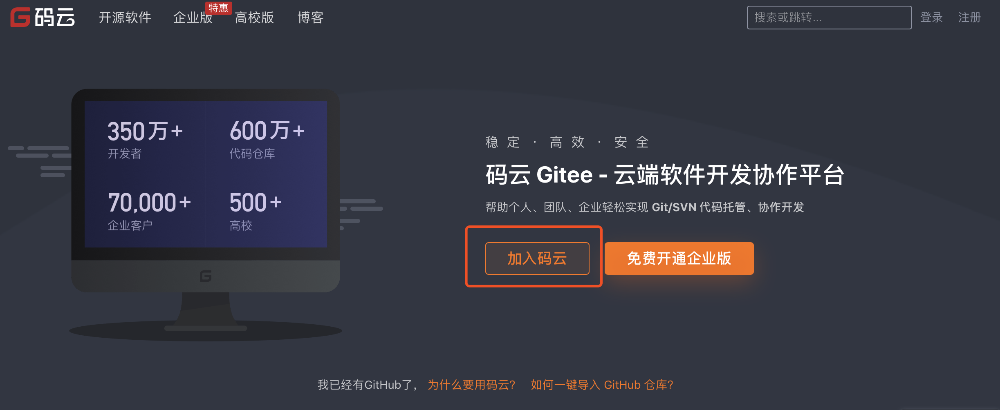 码云
开源软件
企业版
特惠
高校版
博客
搜索或跳转...
登录
注册
350万+
开发者
600万+
代码仓库
70,000+
企业客户
500+
高校
稳定·高效·安全
码云 Gitee - 云端软件开发协作平台
帮助个人、团队、企业轻松实现 Git/SVN 代码托管、协作开发
加入码云
免费开通企业版
我已经有GitHub了， 为什么要用码云? 如何一键导入 GitHub 仓库?